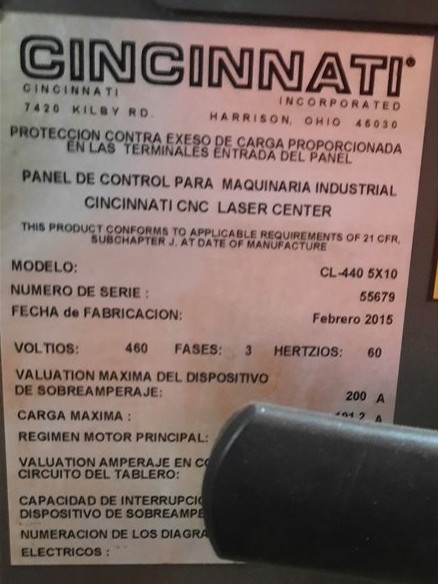 CINCINNATI®
CINCINNATI INCORPORATED
7420 KILBY RD. HARRISON, OHIO 45030
PROTECCION CONTRA EXESO DE CARGA PROPORCIONADA
EN LAS TERMINALES ENTRADA DEL PANEL
PANEL DE CONTROL PARA MAQUINARIA INDUSTRIAL
CINCINNATI CNC LASER CENTER
THIS PRODUCT CONFORMS TO APPLICABLE REQUIREMENTS OF 21 CFR,
SUBCHAPTER J, AT DATE OF MANUFACTURE
MODELO: CL-440 5X10
NUMERO DE SERIE : 55679
FECHA de FABRICACION: Febrero 2015
VOLTIOS: 460 FASES: 3 HERTZIOS: 60
VALUATION MAXIMA DEL DISPOSITIVO
DE SOBREAMPERAJE: 200 A
CARGA MAXIMA : A
REGIMEN MOTOR PRINCIPAL:
VALUATION AMPERAJE EN
CIRCUITO DEL TABLERO:
CAPACIDAD DE
DISPOSITIVO DE
NUMERACION DE LOS
ELECTRICOS :